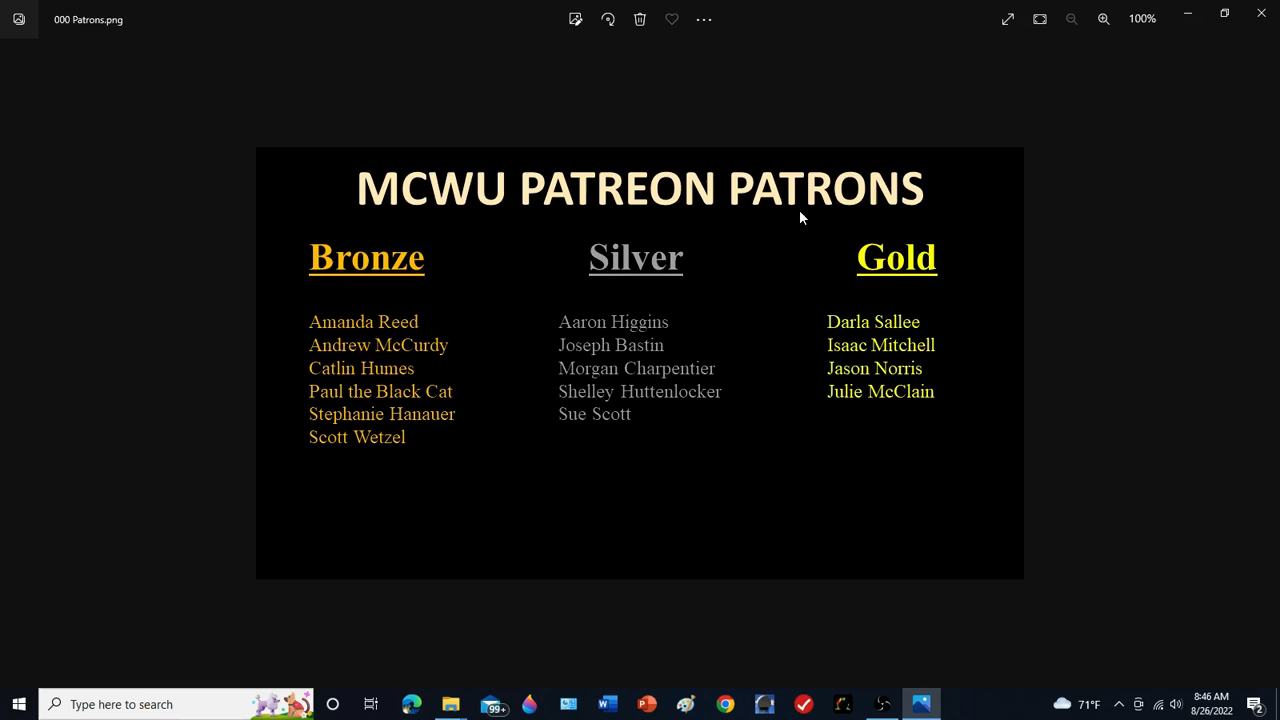 000 Patrons.png
100%
MCWU PATREON PATRONS
Bronze
Silver
Gold
Amanda Reed
Andrew McCurdy
Catlin Humes
Paul the Black Cat
Stephanie Hanauer
Scott Wetzel
Aaron Higgins
Joseph Bastin
Morgan Charpentier
Shelley Huttenlocker
Sue Scott
Darla Sallee
Isaac Mitchell
Jason Norris
Julie McClain
Type here to search
99+
71°F
8:46 AM
8/26/2022
2